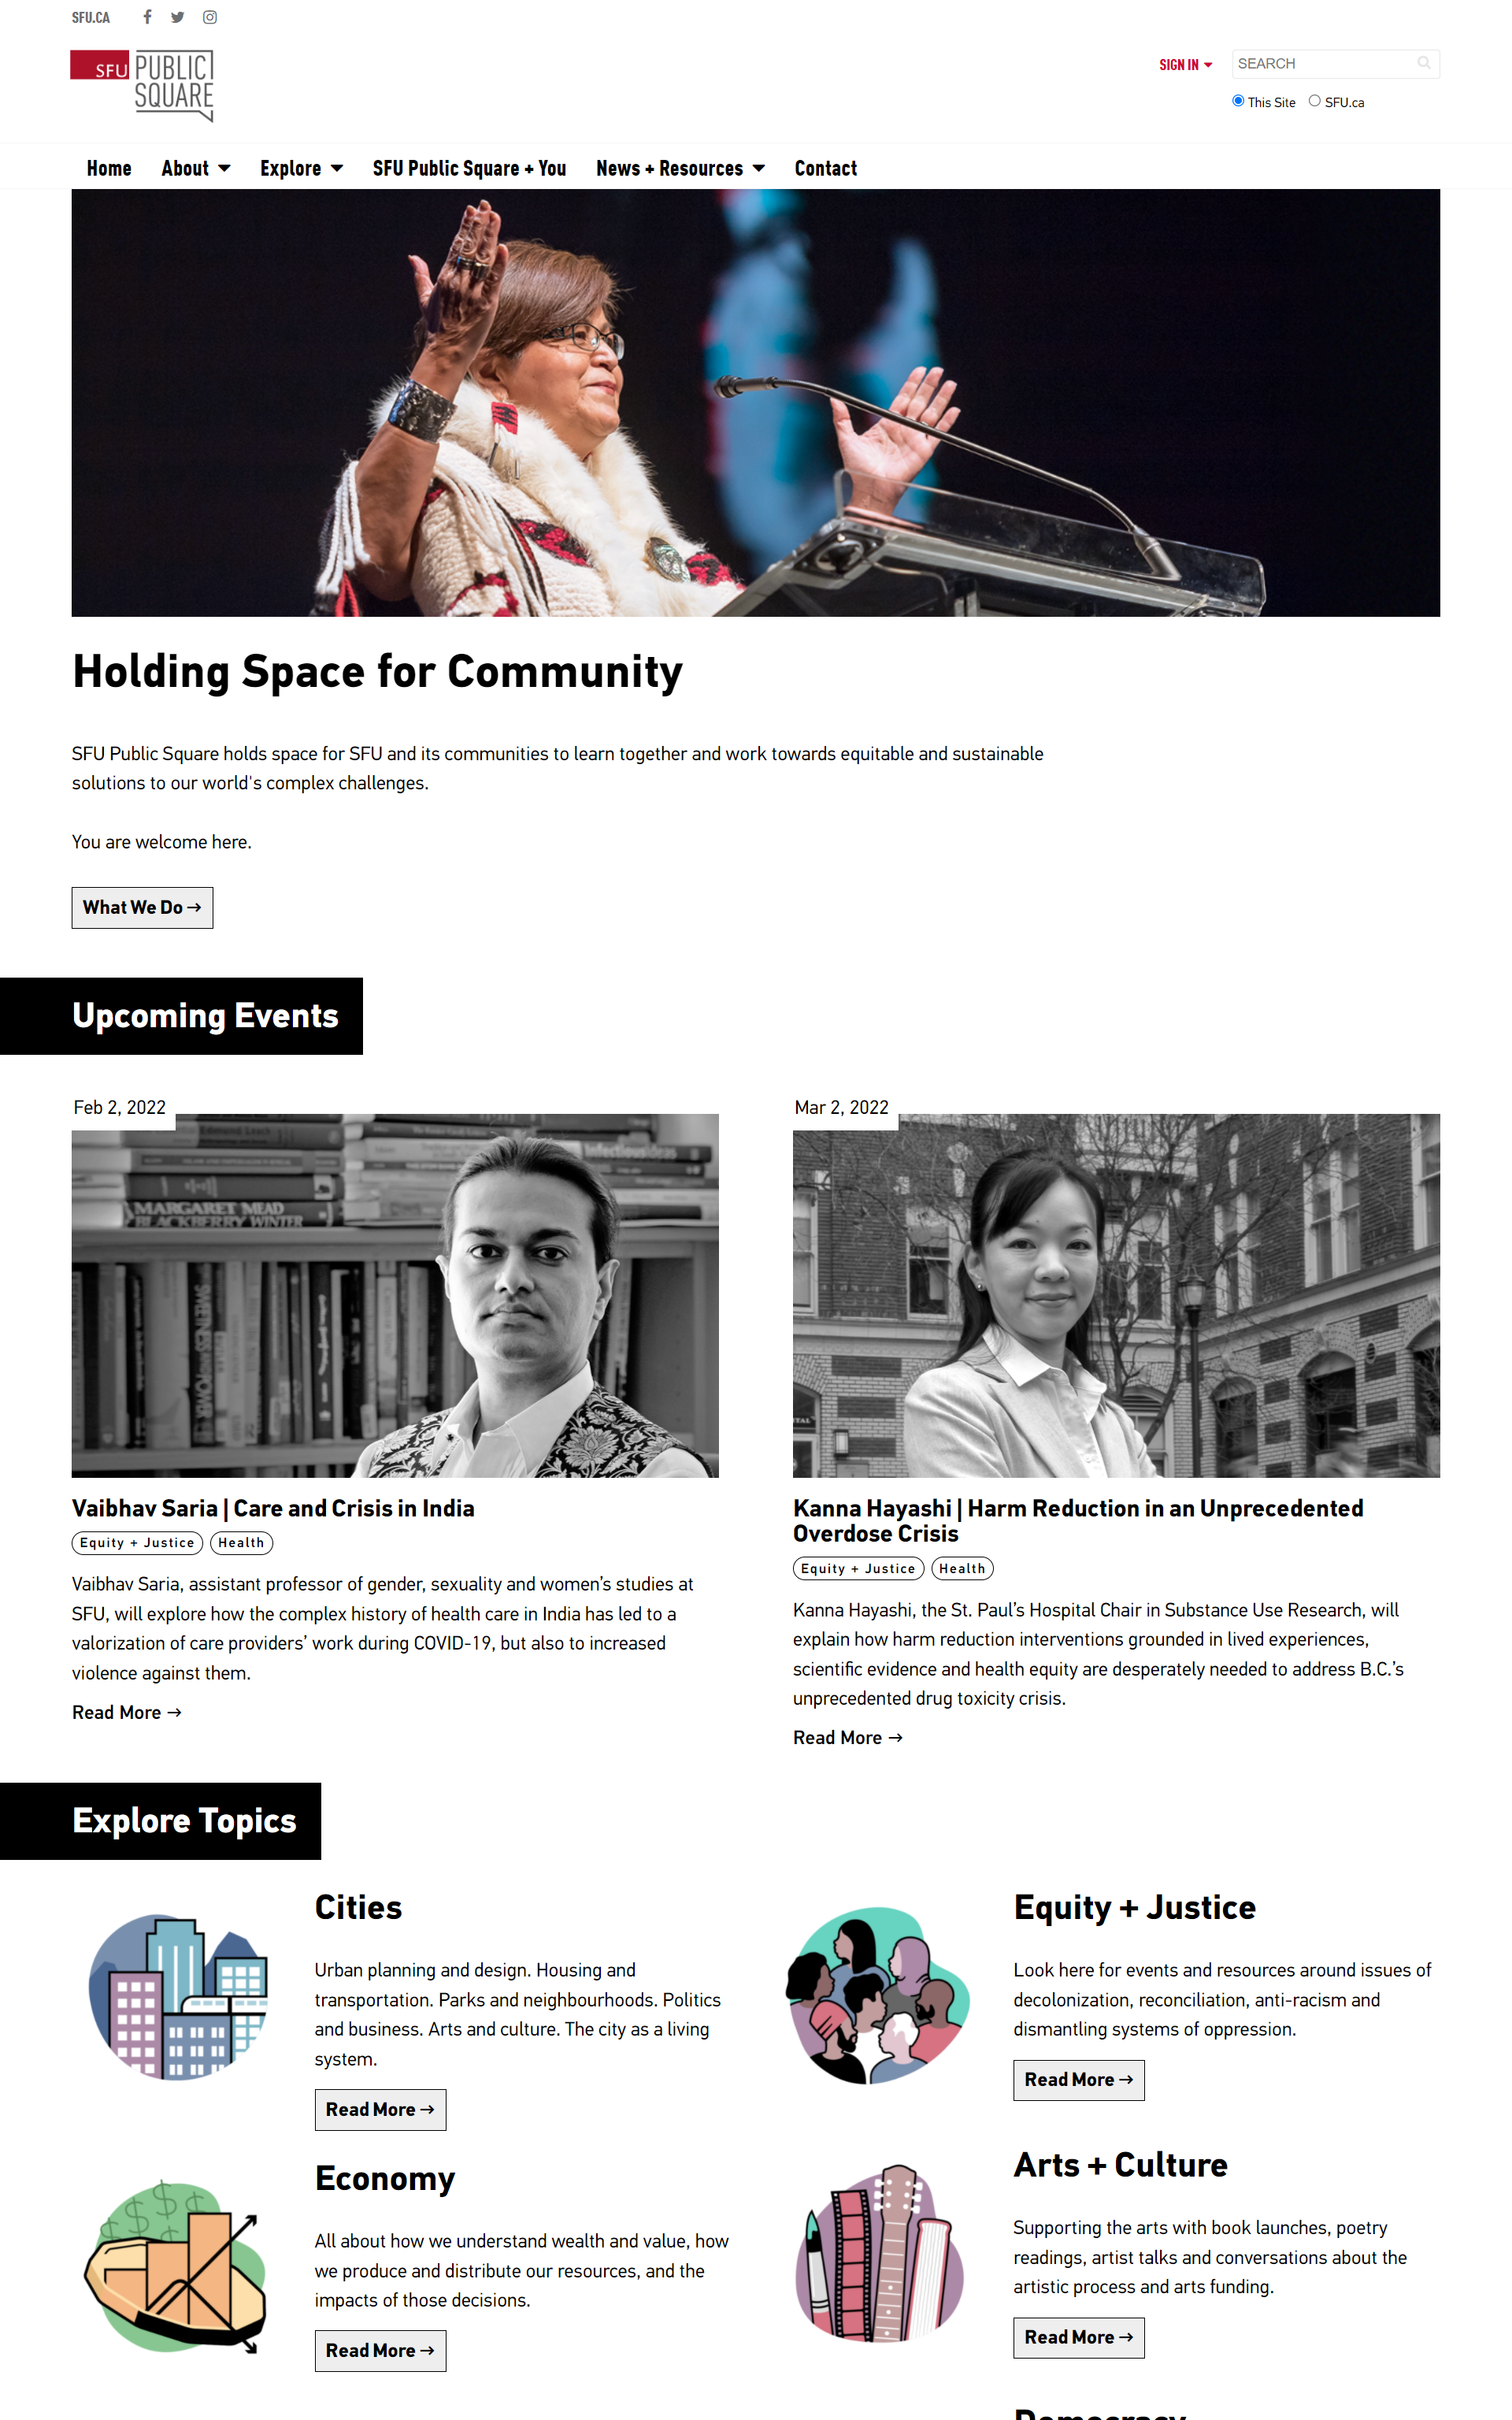 SFU.CA
SFU PUBLIC
SQUARE
SIGN IN
SEARCH
This Site SFU.ca
Home About Explore SFU Public Square + You News + Resources Contact
Holding Space for Community
SFU Public Square holds space for SFU and its communities to learn together and work towards equitable and sustainable
solutions to our world's complex challenges.
You are welcome here.
What We Do →
Upcoming Events
Feb 2, 2022
MARGARET MEAD
BLACKBERRY WINTER
Vaibhav Saria | Care and Crisis in India
Equity + Justice Health
Vaibhav Saria, assistant professor of gender, sexuality and women’s studies at
SFU, will explore how the complex history of health care in India has led to a
valorization of care providers’ work during COVID-19, but also to increased
violence against them.
Read More →
Mar 2, 2022
Kanna Hayashi | Harm Reduction in an Unprecedented
Overdose Crisis
Equity + Justice Health
Kanna Hayashi, the St. Paul’s Hospital Chair in Substance Use Research, will
explain how harm reduction interventions grounded in lived experiences,
scientific evidence and health equity are desperately needed to address B.C.’s
unprecedented drug toxicity crisis.
Read More →
Explore Topics
Cities
Urban planning and design. Housing and
transportation. Parks and neighbourhoods. Politics
and business. Arts and culture. The city as a living
system.
Read More →
Equity + Justice
Look here for events and resources around issues of
decolonization, reconciliation, anti-racism and
dismantling systems of oppression.
Read More →
Economy
All about how we understand wealth and value, how
we produce and distribute our resources, and the
impacts of those decisions.
Read More →
Arts + Culture
Supporting the arts with book launches, poetry
readings, artist talks and conversations about the
artistic process and arts funding.
Read More →
Democracy